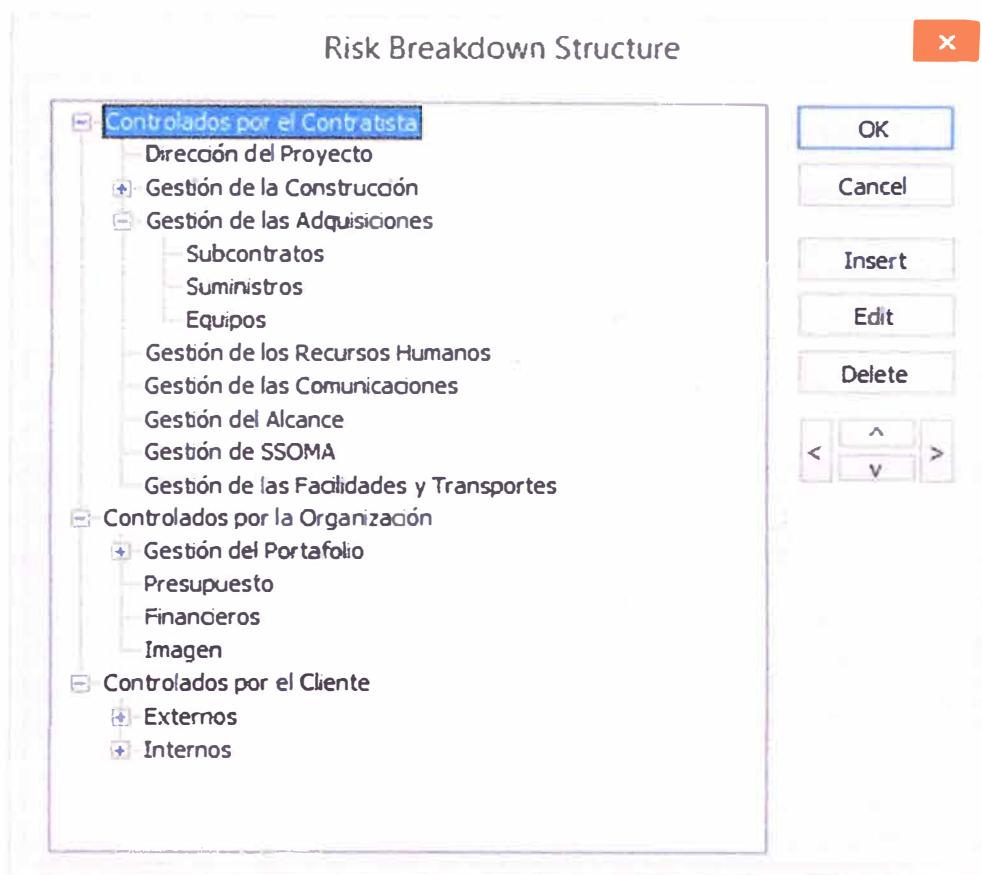 Risk Breakdown Structure
Controlados por el Contratista
Dirección del Proyecto
Gestión de la Construcción
Gestión de las Adquisiciones
Subcontratos
Suministros
Equipos
Gestión de los Recursos Humanos
Gestión de las Comunicaciones
Gestión del Alcance
Gestión de SSOMA
Gestión de las Facilidades y Transportes
Controlados por la Organización
Gestión del Portafolio
Presupuesto
Financieros
Imagen
Controlados por el Cliente
Externos
Internos
OK
Cancel
Insert
Edit
Delete